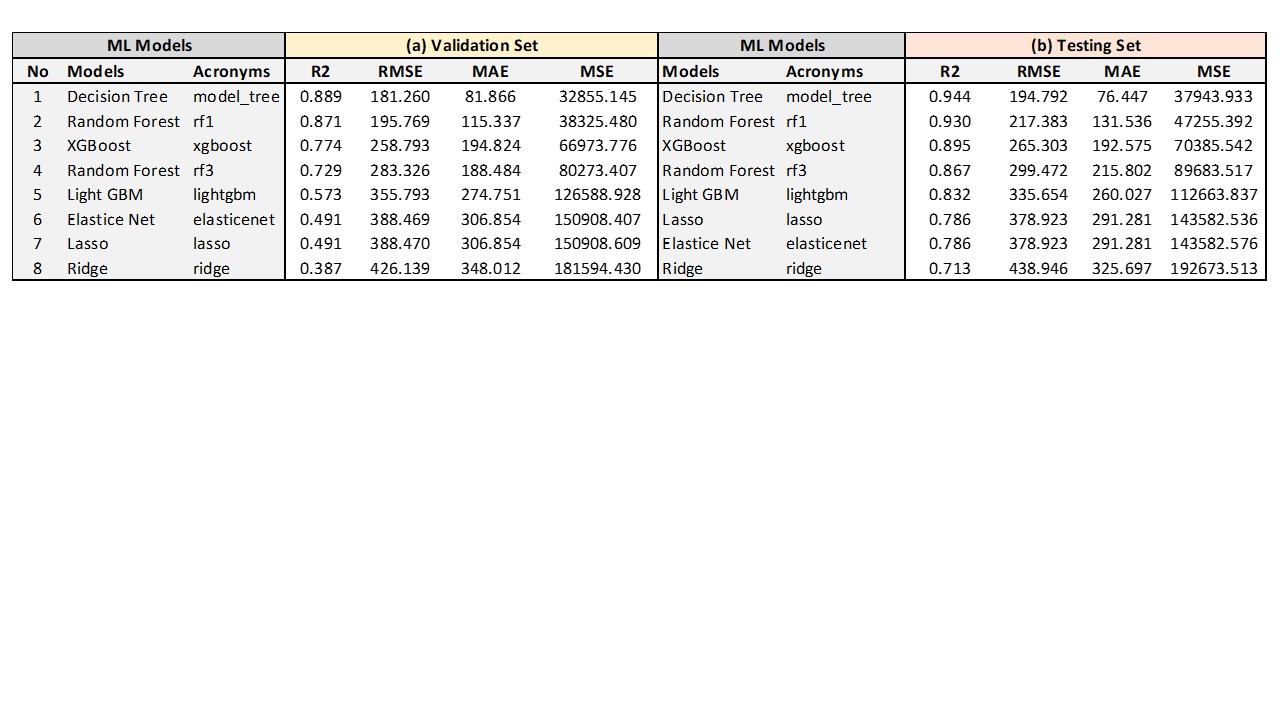 ML Models (a) Validation Set ML Models (b) Testing Set
No Models Acronyms R2 RMSE MAE MSE Models Acronyms R2 RMSE MAE MSE
1 Decision Tree model_tree 0.889 181.260 81.866 32855.145 Decision Tree model_tree 0.944 194.792 76.447 37943.933
2 Random Forest rf1 0.871 195.769 115.337 38325.480 Random Forest rf1 0.930 217.383 131.536 47255.392
3 XGBoost xgboost 0.774 258.793 194.824 66973.776 XGBoost xgboost 0.895 265.303 192.575 70385.542
4 Random Forest rf3 0.729 283.326 188.484 80273.407 Random Forest rf3 0.867 299.472 215.802 89683.517
5 Light GBM lightgbm 0.573 355.793 274.751 126588.928 Light GBM lightgbm 0.832 335.654 260.027 112663.837
6 Elastice Net elasticenet 0.491 388.469 306.854 150908.407 Lasso lasso 0.786 378.923 291.281 143582.536
7 Lasso lasso 0.491 388.470 306.854 150908.609 Elastice Net elasticenet 0.786 378.923 291.281 143582.576
8 Ridge ridge 0.387 426.139 348.012 181594.430 Ridge ridge 0.713 438.946 325.697 192673.513